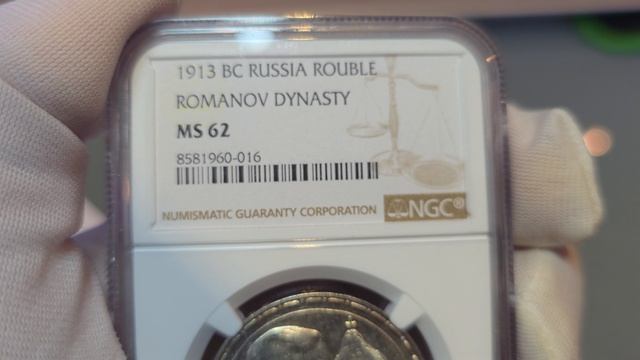 1913 BC RUSSIA ROUBLE
ROMANOV DYNASTY
MS 62
8581960-016
NUMISMATIC GUARANTY CORPORATION NGC®